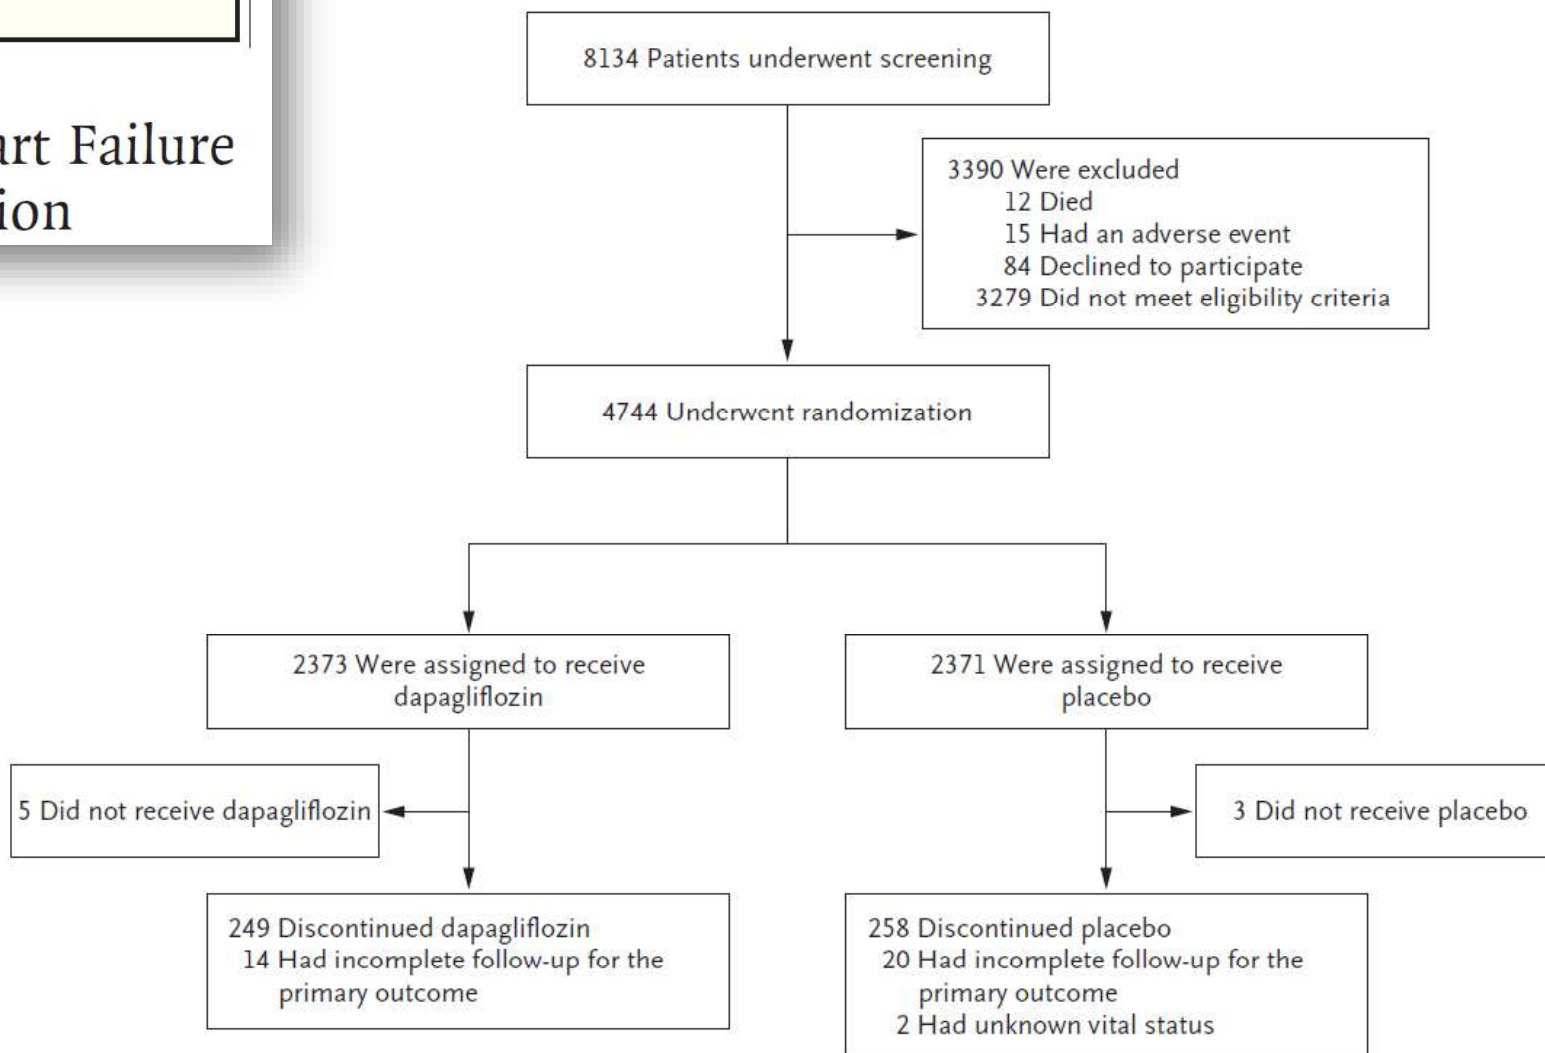 art Failure
ion
8134 Patients underwent screening
3390 Were excluded
12 Died
15 Had an adverse event
84 Declined to participate
3279 Did not meet eligibility criteria
4744 Underwent randomization
2373 Were assigned to receive
dapagliflozin
2371 Were assigned to receive
placebo
5 Did not receive dapagliflozin
3 Did not receive placebo
249 Discontinued dapagliflozin
14 Had incomplete follow-up for the
primary outcome
258 Discontinued placebo
20 Had incomplete follow-up for the
primary outcome
2 Had unknown vital status